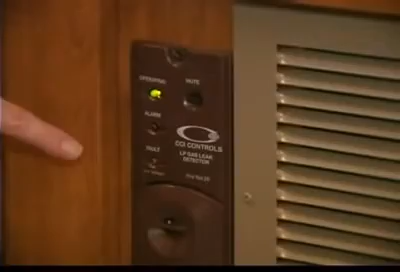 OPERATING MUTE
ALARM
CCI CONTROLS
FAULT
LP GAS LEAK
DETECTOR